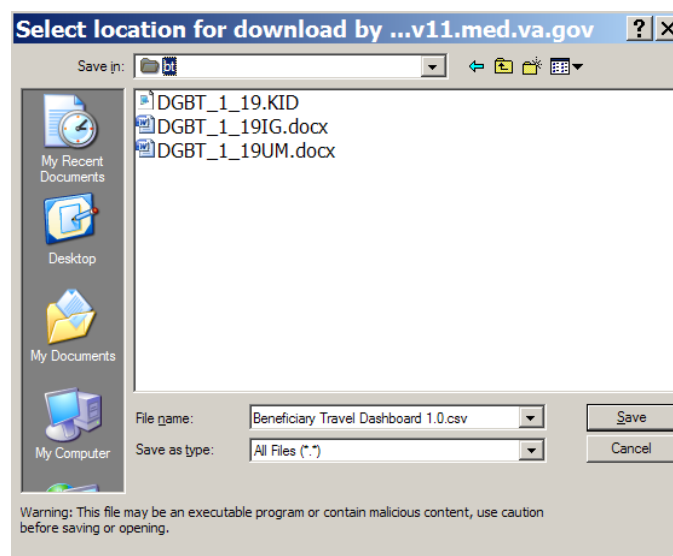 Select location for download by ...v11.med.va.gov
Save in: bt
DGBT_1_19.KID
DGBT_1_19IG.docx
DGBT_1_19UM.docx
My Recent
Documents
Desktop
My Documents
My Computer
File name: Beneficiary Travel Dashboard 1.0.csv Save
Save as type: All Files (*.*) Cancel
Warning: This file may be an executable program or contain malicious content, use caution
before saving or opening.